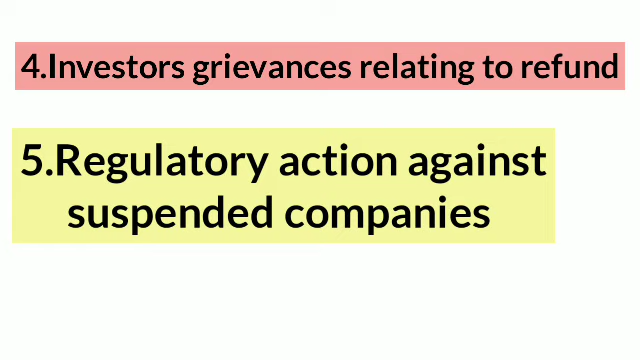 4.Investors grievances relating to refund
5.Regulatory action against
suspended companies